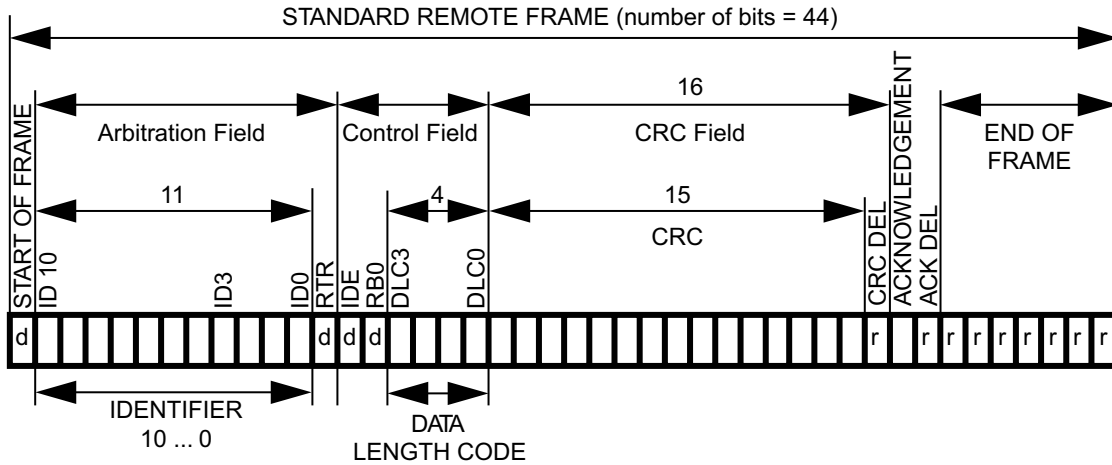 STANDARD REMOTE FRAME (number of bits = 44)
16
Arbitration Field
Control Field
CRC Field
END OF
FRAME
11
4
15
CRC
START OF FRAME
ID 10
ID3
ID0
RTR
IDE
RB0
DLC3
DLC0
CRC DEL
ACKNOWLEDGEMENT
ACK DEL
d d d d r r r r r r r r r
IDENTIFIER
10 ... 0
DATA
LENGTH CODE